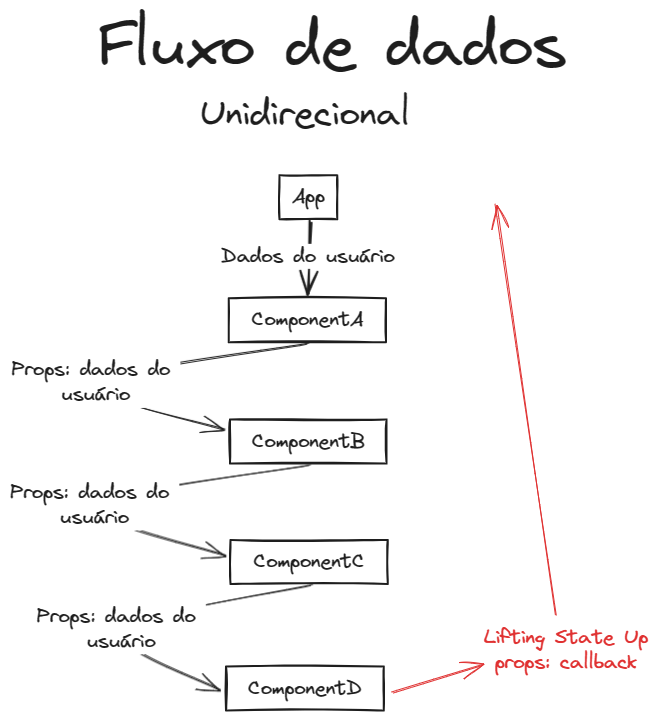 Fluxo de dados
Unidirecional
App
Dados do usuário
ComponentA
Props: dados do
usuário
ComponentB
Props: dados do
usuário
ComponentC
Props: dados do
usuário
ComponentD
Lifting State Up
props: callback